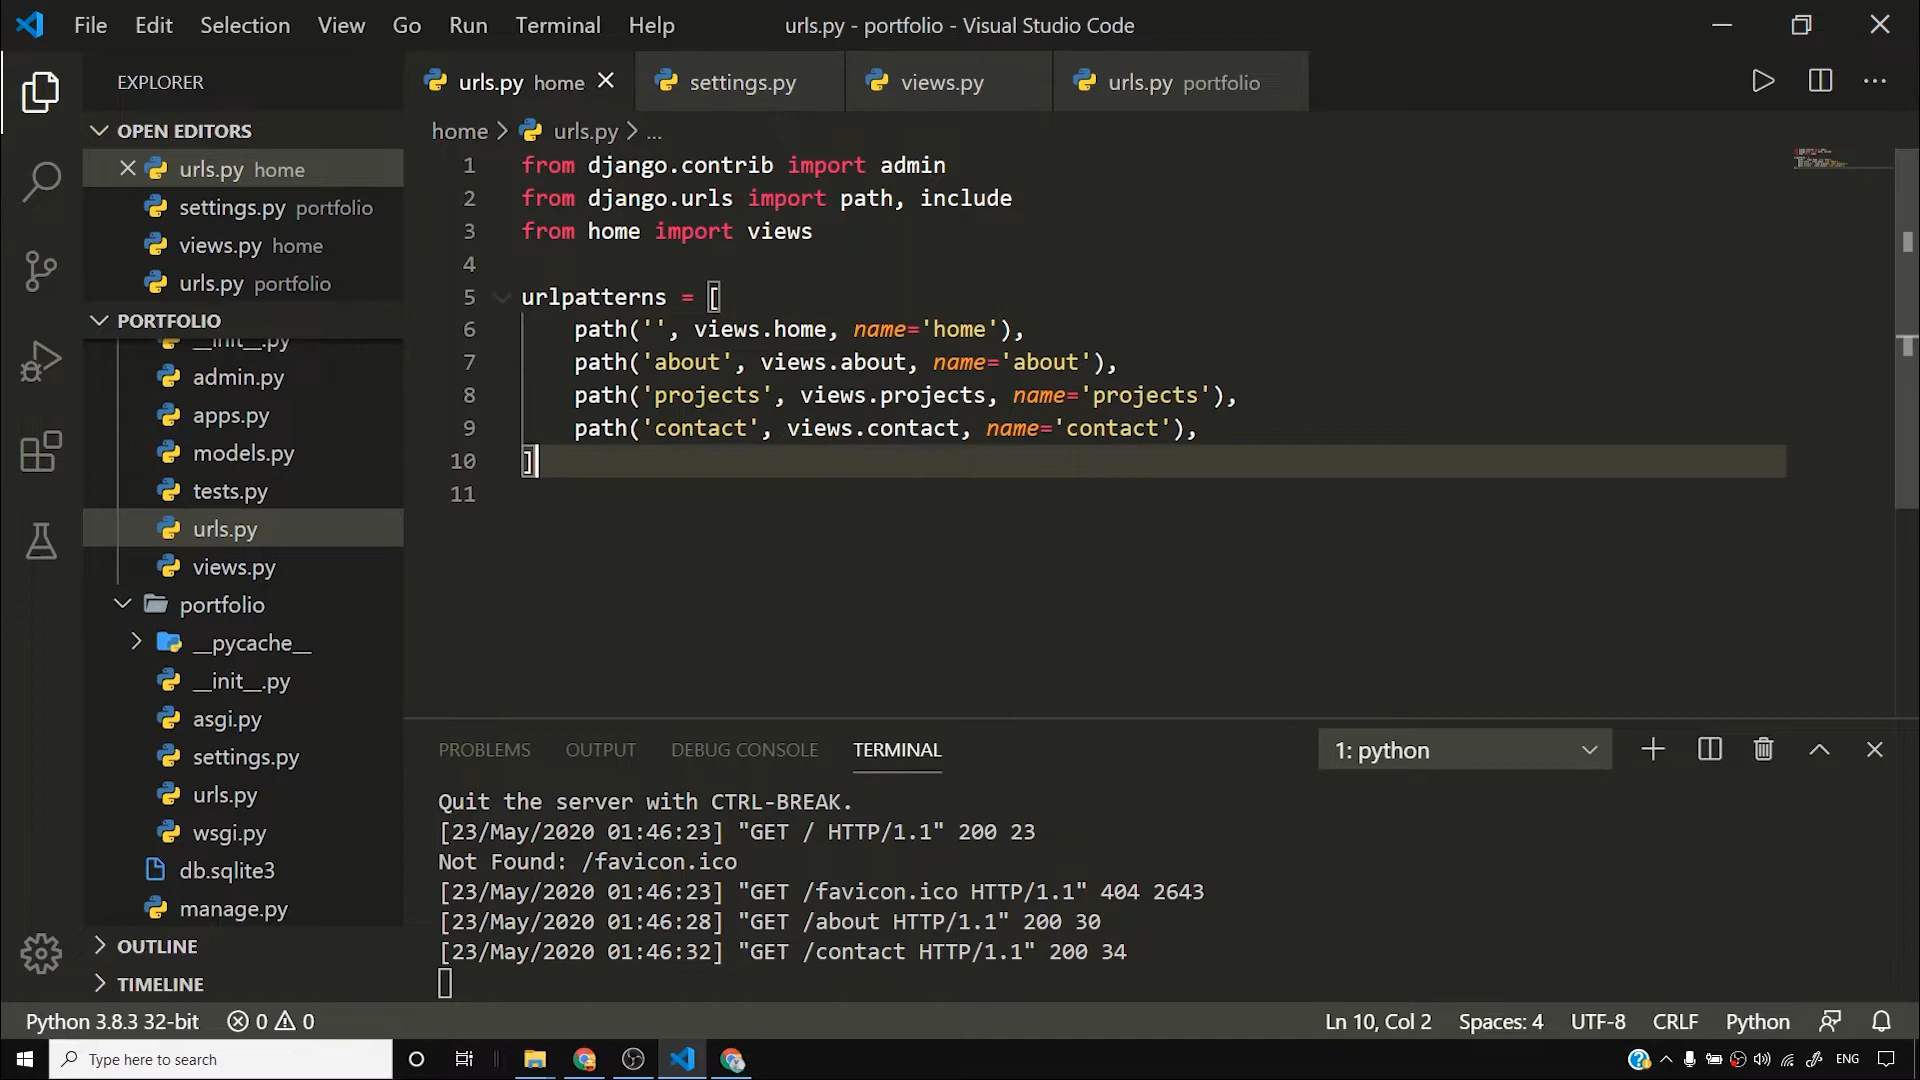 File Edit Selection View Go Run Terminal Help urls.py - portfolio - Visual Studio Code
EXPLORER
OPEN EDITORS
urls.py home
settings.py portfolio
views.py home
urls.py portfolio
PORTFOLIO
__init__.py
admin.py
apps.py
models.py
tests.py
urls.py
views.py
portfolio
__pycache__
__init__.py
asgi.py
settings.py
urls.py
wsgi.py
db.sqlite3
manage.py
OUTLINE
TIMELINE
urls.py home settings.py views.py urls.py portfolio
home > urls.py > ...
1 from django.contrib import admin
2 from django.urls import path, include
3 from home import views
4
5 urlpatterns = [
6 path('', views.home, name='home'),
7 path('about', views.about, name='about'),
8 path('projects', views.projects, name='projects'),
9 path('contact', views.contact, name='contact'),
10 ]
11
PROBLEMS OUTPUT DEBUG CONSOLE TERMINAL 1: python
Quit the server with CTRL-BREAK.
[23/May/2020 01:46:23] "GET / HTTP/1.1" 200 23
Not Found: /favicon.ico
[23/May/2020 01:46:23] "GET /favicon.ico HTTP/1.1" 404 2643
[23/May/2020 01:46:28] "GET /about HTTP/1.1" 200 30
[23/May/2020 01:46:32] "GET /contact HTTP/1.1" 200 34
Python 3.8.3 32-bit 0 0 Ln 10, Col 2 Spaces: 4 UTF-8 CRLF Python
Type here to search ENG